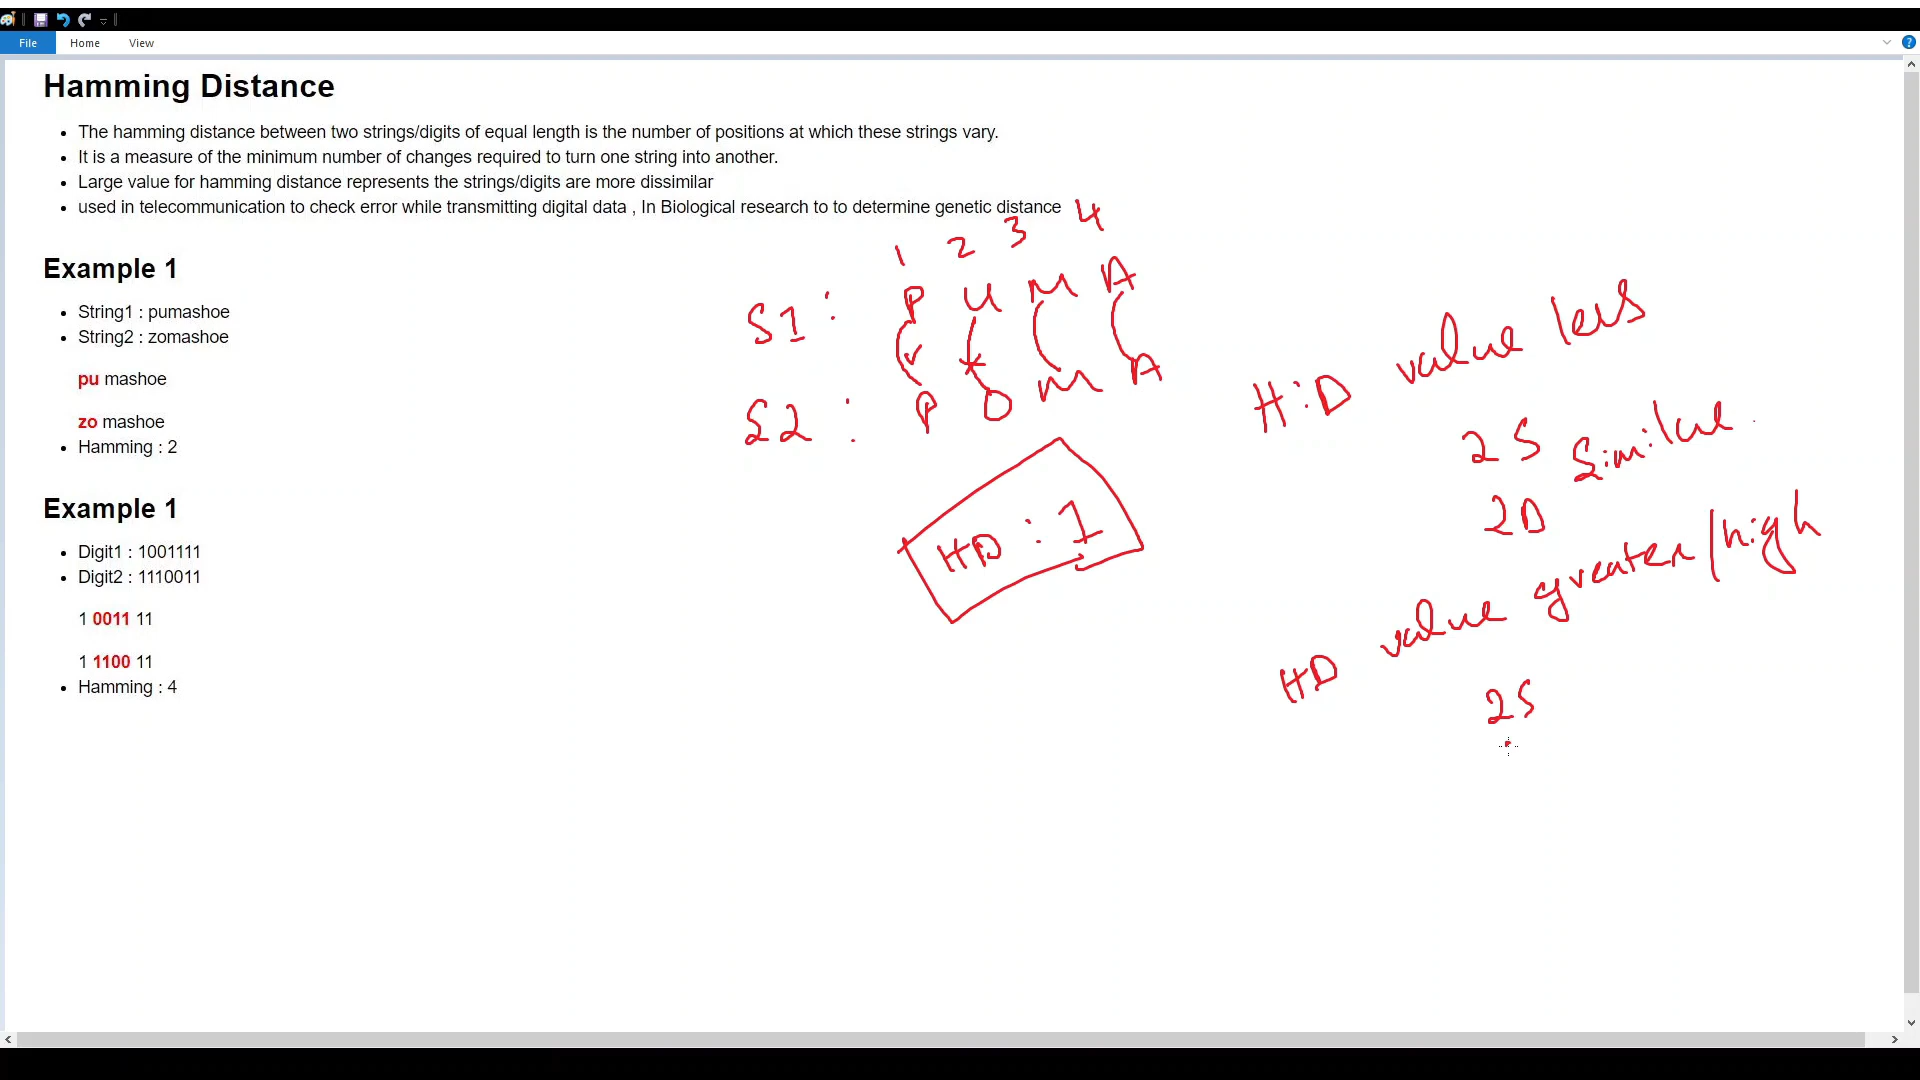 File Home View
Hamming Distance
The hamming distance between two strings/digits of equal length is the number of positions at which these strings vary.
It is a measure of the minimum number of changes required to turn one string into another.
Large value for hamming distance represents the strings/digits are more dissimilar
used in telecommunication to check error while transmitting digital data , In Biological research to to determine genetic distance
Example 1
String1 : pumashoe
String2 : zomashoe
pu mashoe
zo mashoe
Hamming : 2
Example 1
Digit1 : 1001111
Digit2 : 1110011
1 0011 11
1 1100 11
Hamming : 4
1 2 3 4
S1 : P U M A
S2 : P O M A
HD : 1
H:D value less
2S similar
2D
HD value greater/high
2S